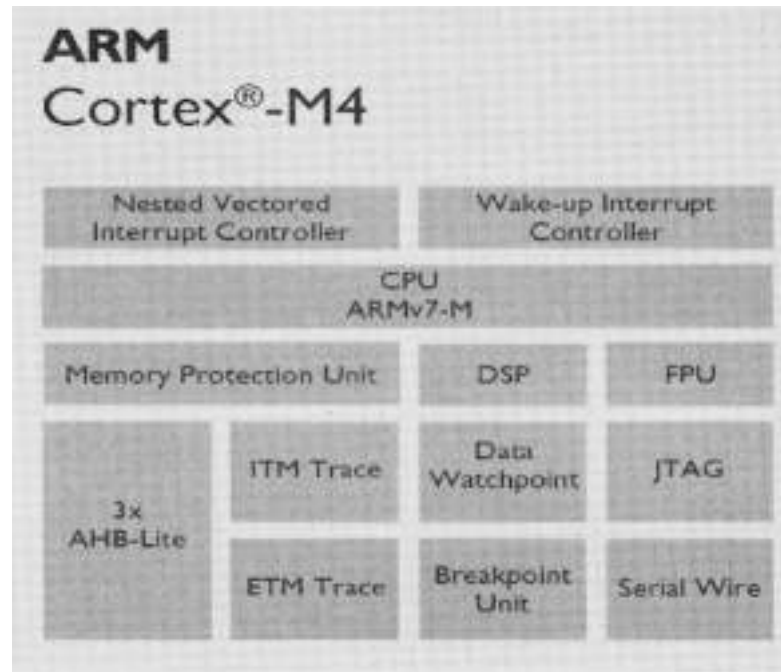 ARM
Cortex®-M4
Nested Vectored
Interrupt Controller
Wake-up Interrupt
Controller
CPU
ARMv7-M
Memory Protection Unit
DSP
FPU
3x
AHB-Lite
ITM Trace
Data
Watchpoint
JTAG
ETM Trace
Breakpoint
Unit
Serial Wire